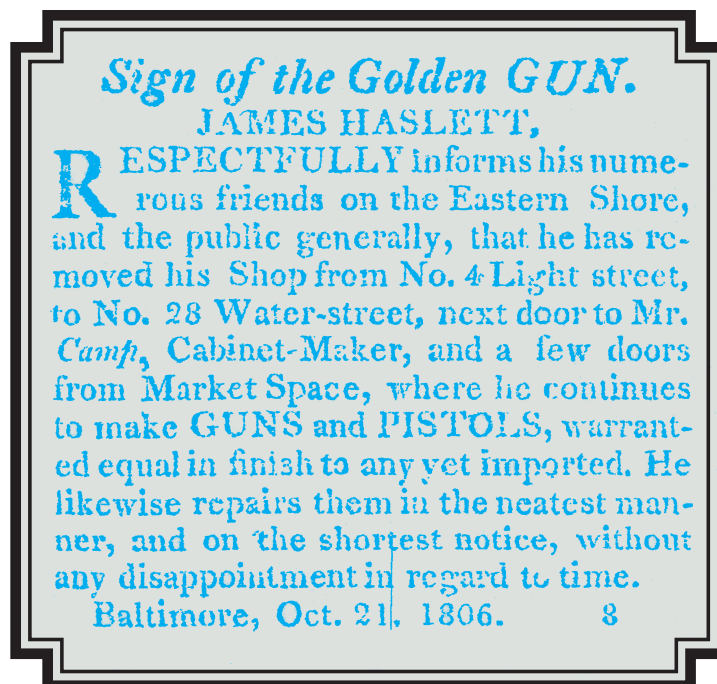 Sign of the Golden GUN.
JAMES HASLETT,
RESPECTFULLY informs his nume-
rous friends on the Eastern Shore,
and the public generally, that he has re-
moved his Shop from No. 4 Light street,
to No. 28 Water-street, next door to Mr.
Camp, Cabinet-Maker, and a few doors
from Market Space, where he continues
to make GUNS and PISTOLS, warrant-
ed equal in finish to any yet imported. He
likewise repairs them in the neatest man-
ner, and on the shortest notice, without
any disappointment in regard to time.
Baltimore, Oct. 21, 1806. 8